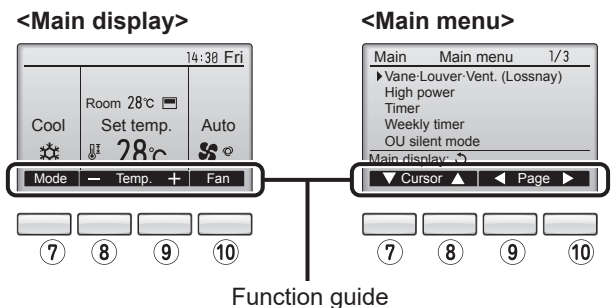 <Main display>
14:30 Fri
Room 28°C
Cool Set temp. Auto
28°C
Mode − Temp. + Fan
7 8 9 10
<Main menu>
Main Main menu 1/3
▶Vane·Louver·Vent. (Lossnay)
High power
Timer
Weekly timer
OU silent mode
Main display: ↺
▼ Cursor ▲ ◀ Page ▶
7 8 9 10
Function guide